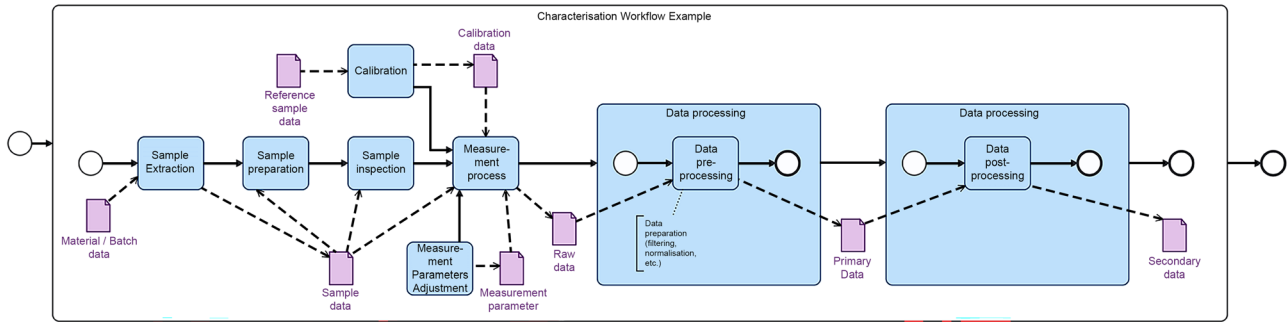 Characterisation Workflow Example
Calibration
data
Calibration
Reference
sample
data
Data processing
Data processing
Sample
Extraction
Sample
preparation
Sample
inspection
Measure-
ment
process
Data
pre-
processing
Data
post-
processing
Material / Batch
data
Data
preparation
(filtering,
normalisation,
etc.)
Measure-
ment
Parameters
Adjustment
Sample
data
Measurement
parameter
Raw
data
Primary
Data
Secondary
data